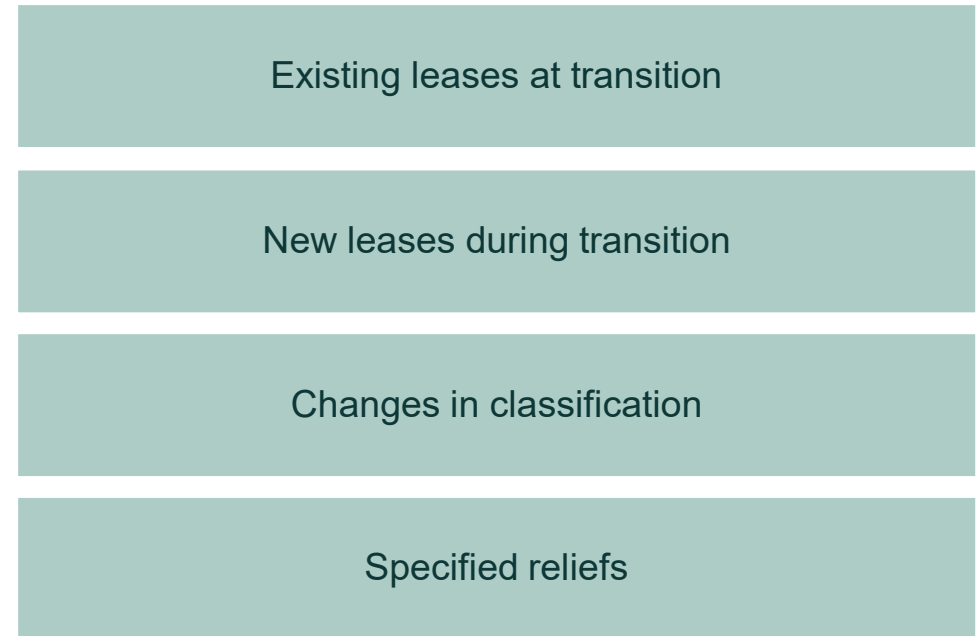 Existing leases at transition
New leases during transition
Changes in classification
Specified reliefs